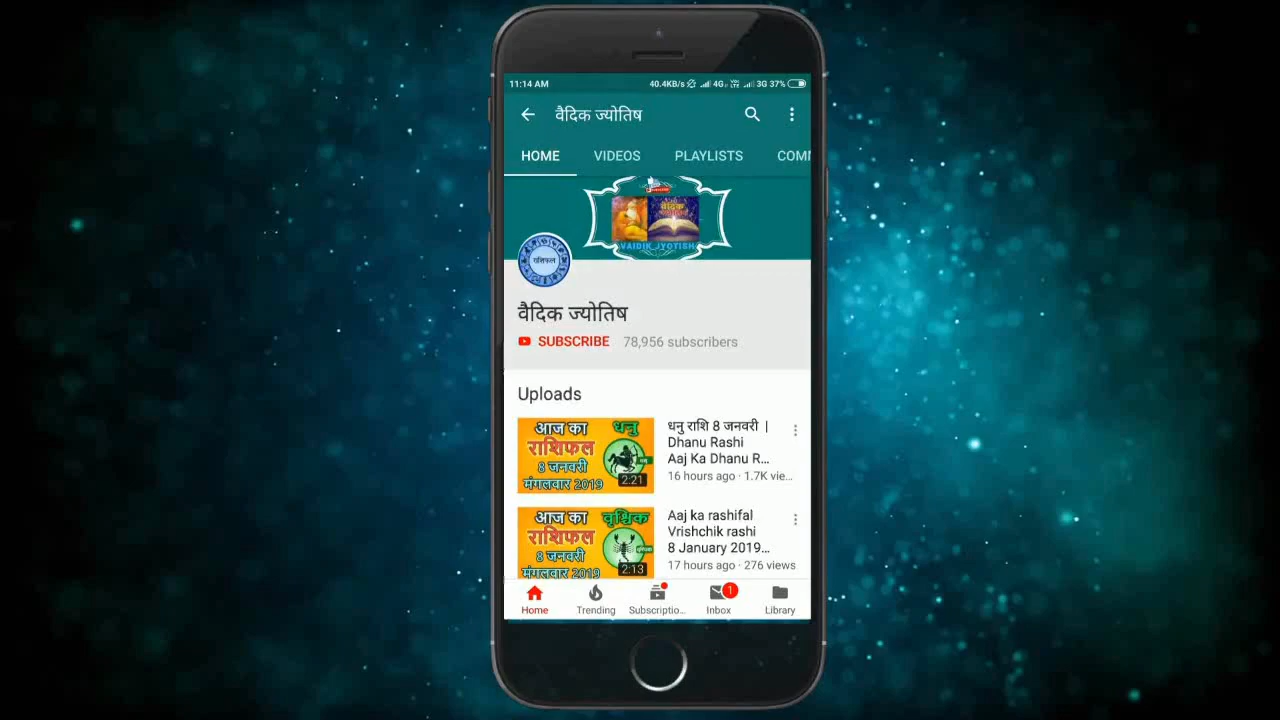 11:14 AM
40.4KB/s 4G VoLTE 3G 37%
वैदिक ज्योतिष
HOME VIDEOS PLAYLISTS COM
वैदिक
VAIDIK JYOTISH
राशिफल
वैदिक ज्योतिष
SUBSCRIBE 78,956 subscribers
Uploads
आज का धनु
राशिफल
8 जनवरी
मंगलवार 2019
2:21
धनु राशि 8 जनवरी |
Dhanu Rashi
Aaj Ka Dhanu R...
16 hours ago · 1.7K vie...
आज का वृश्चिक
राशिफल
8 जनवरी
मंगलवार 2019
2:13
Aaj ka rashifal
Vrishchik rashi
8 January 2019...
17 hours ago · 276 views
Home Trending Subscriptio... Inbox 1 Library